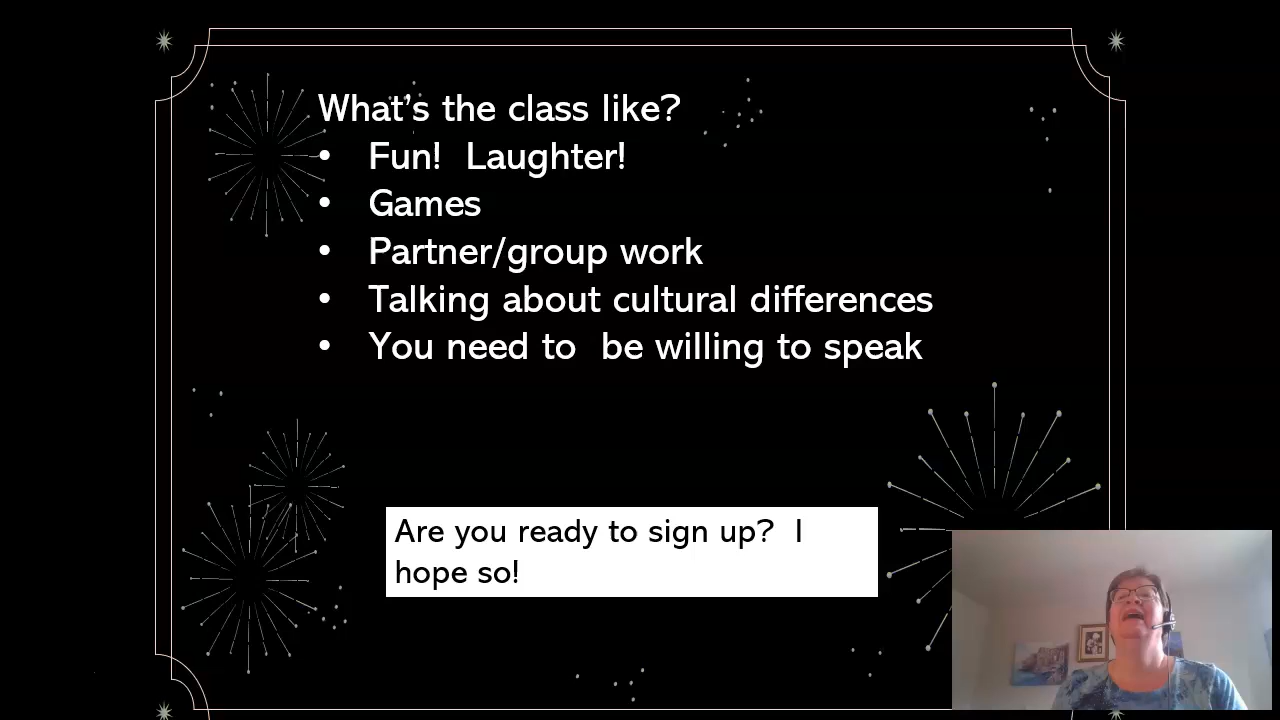 What’s the class like?
• Fun!  Laughter!
• Games
• Partner/group work
• Talking about cultural differences
• You need to  be willing to speak
Are you ready to sign up?  I
hope so!